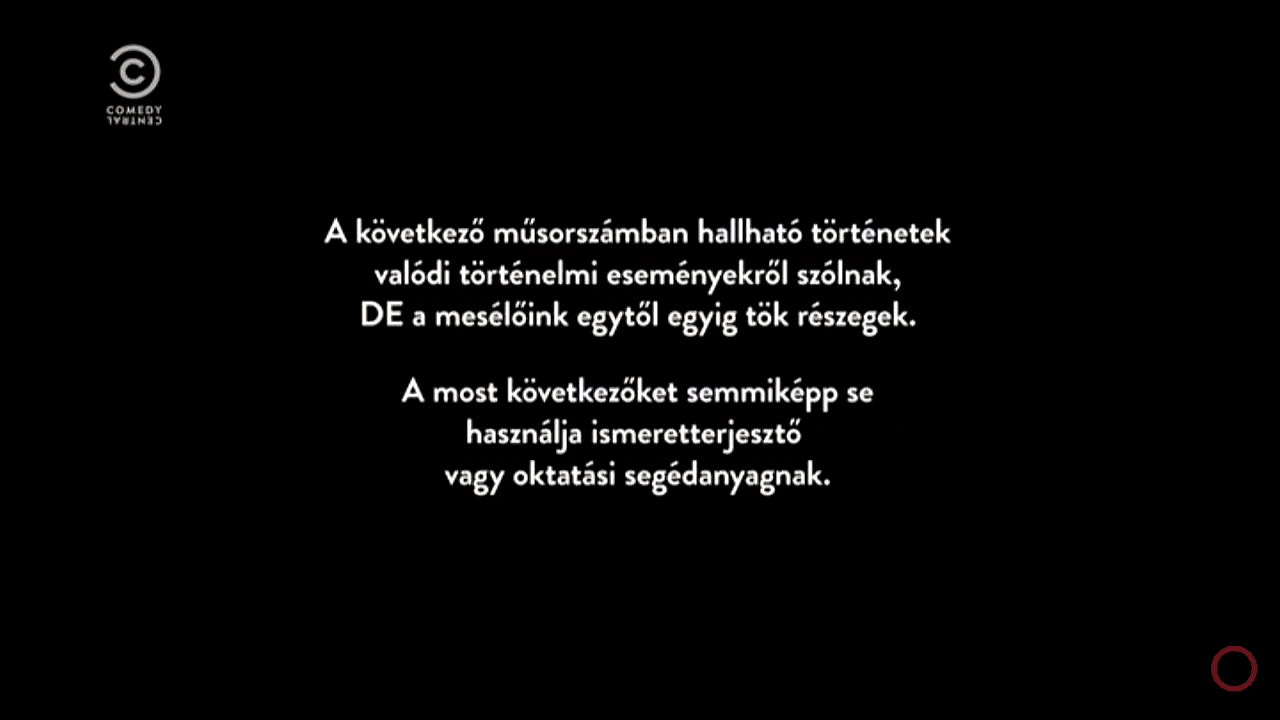 COMEDY
CENTRAL
A következő műsorszámban hallható történetek
valódi történelmi eseményekről szólnak,
DE a mesélőink egytől egyig tök részegek.
A most következőket semmiképp se
használja ismeretterjesztő
vagy oktatási segédanyagnak.